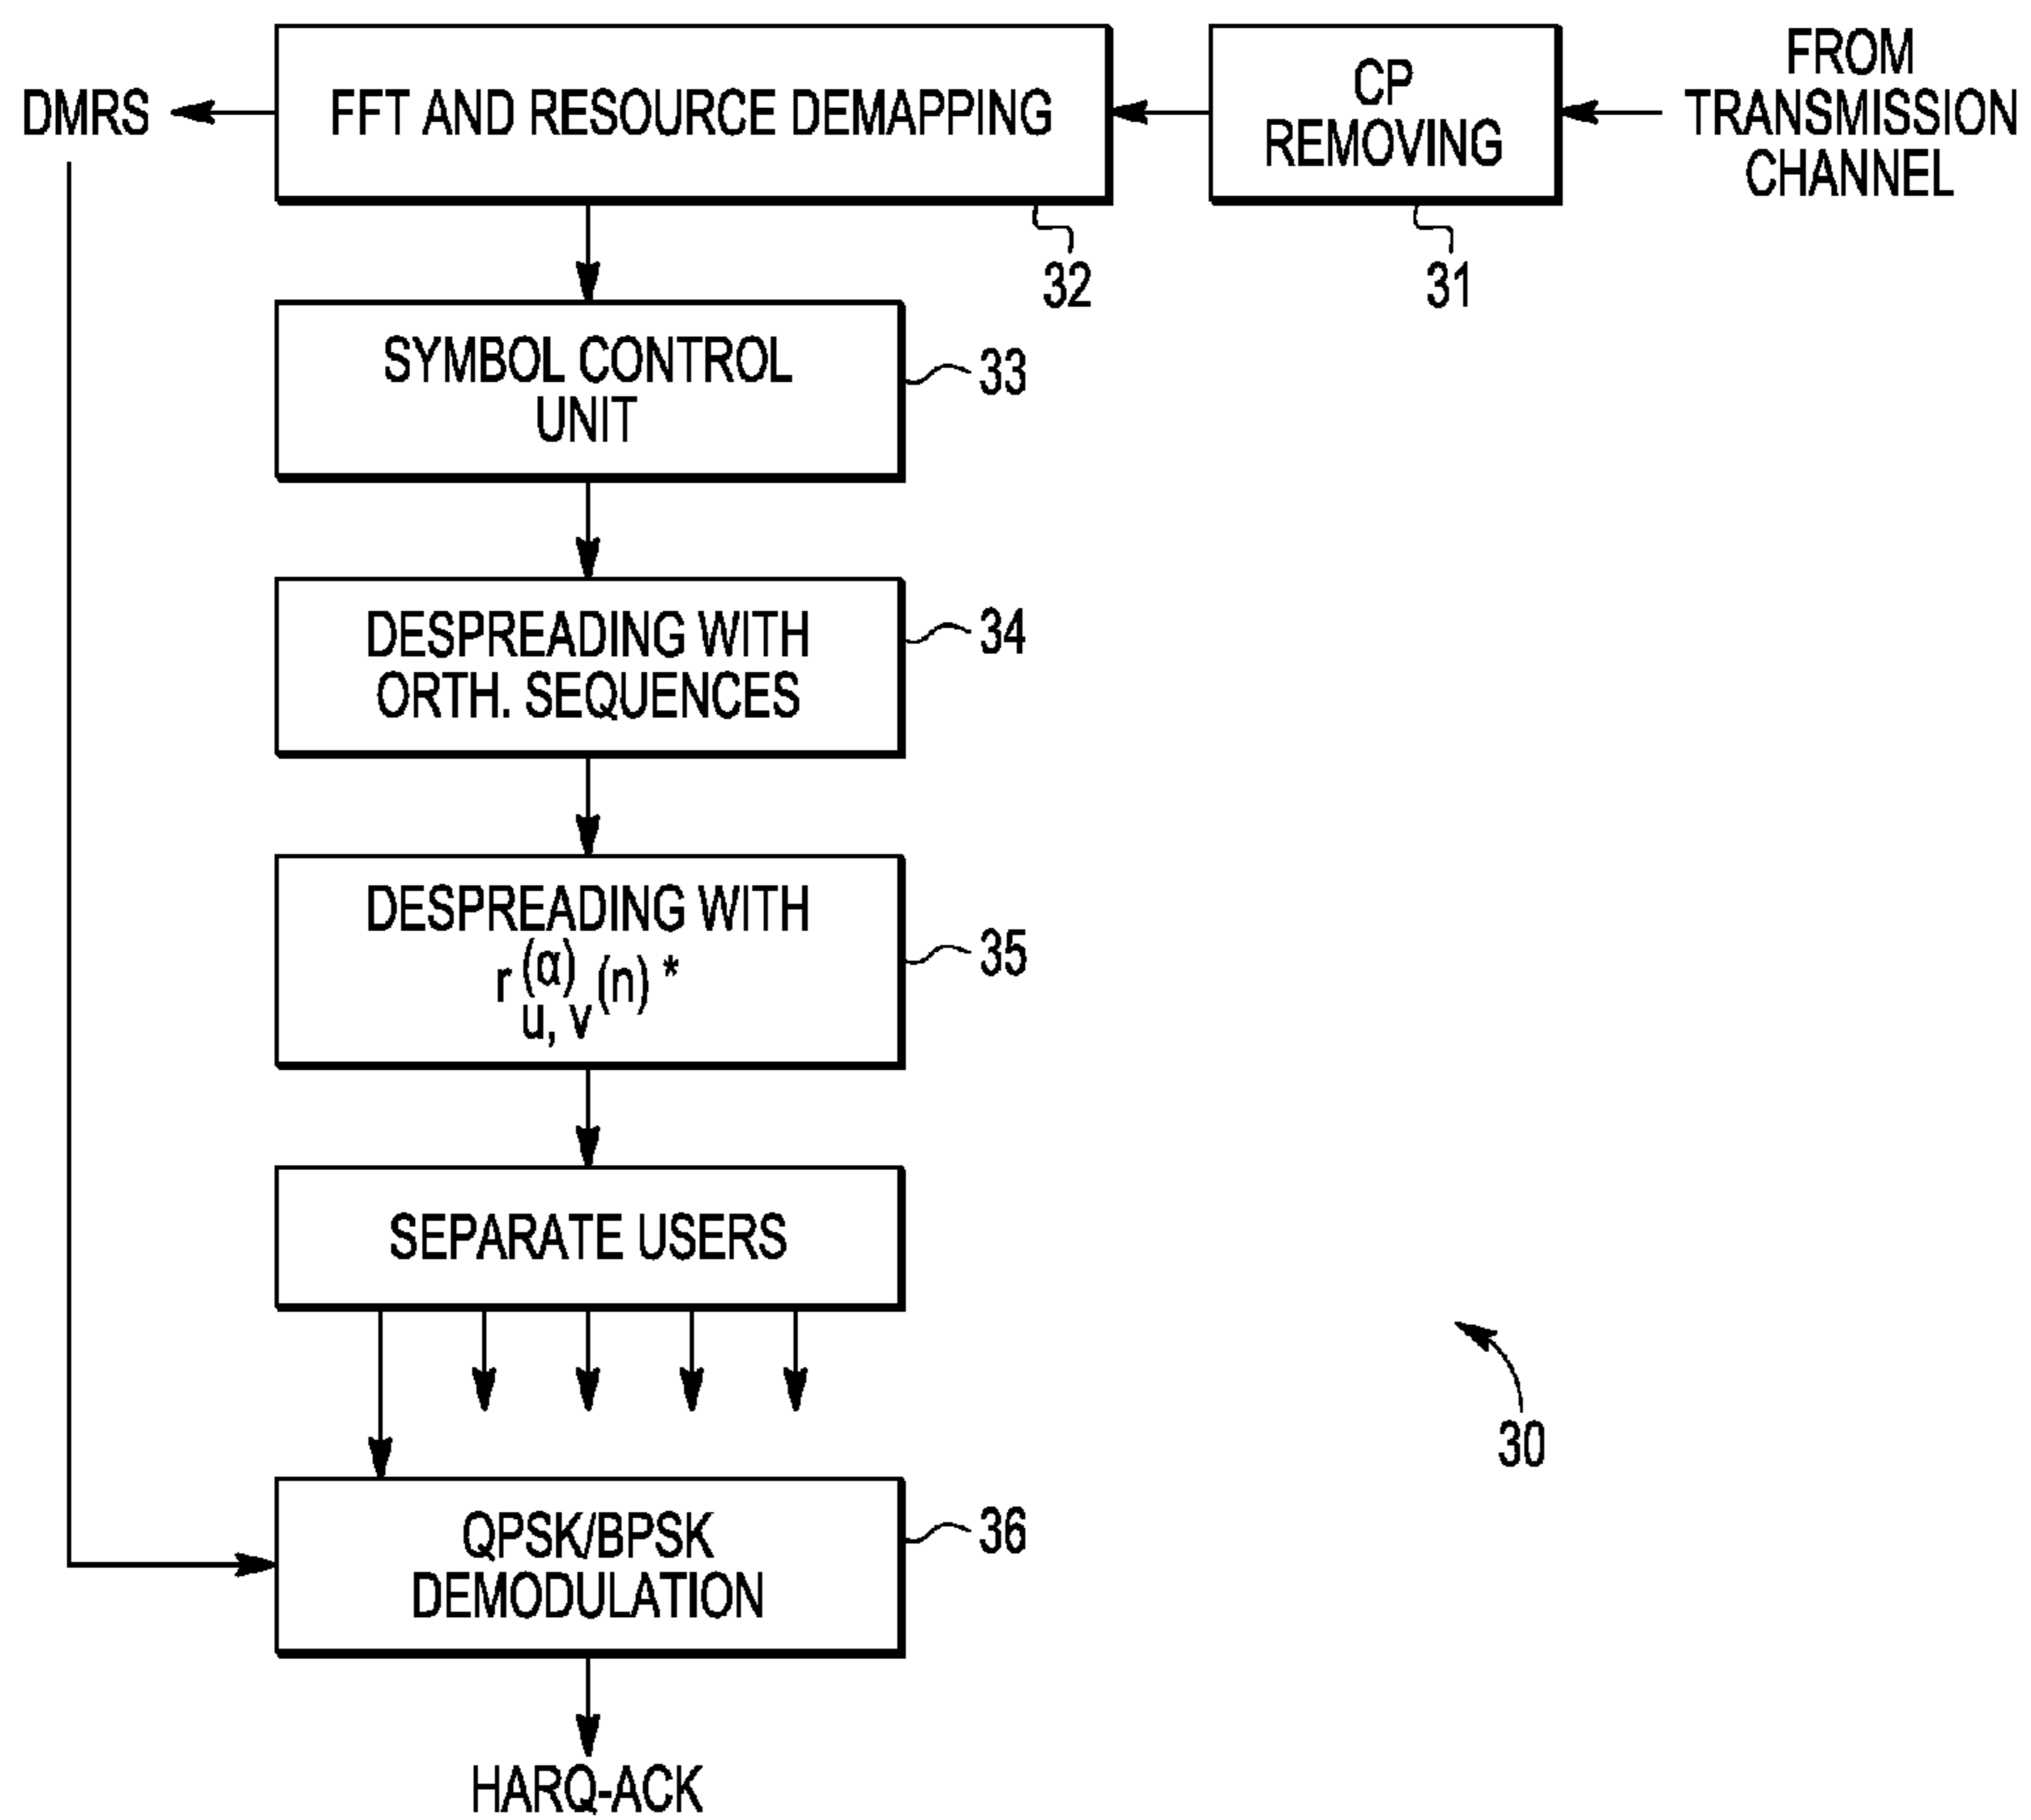 DMRS
FFT AND RESOURCE DEMAPPING
CP
REMOVING
FROM
TRANSMISSION
CHANNEL
32
31
SYMBOL CONTROL
UNIT
33
DESPREADING WITH
ORTH. SEQUENCES
34
DESPREADING WITH
r (α) u, v (n) *
35
SEPARATE USERS
30
QPSK/BPSK
DEMODULATION
36
HARQ-ACK